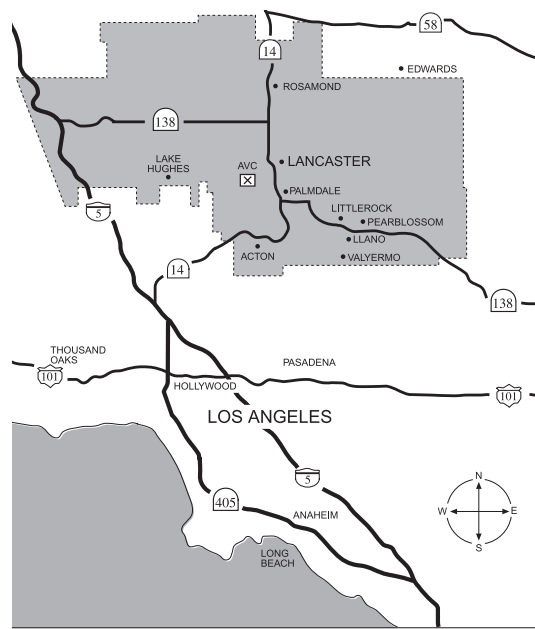 58
14
EDWARDS
ROSAMOND
138
LAKE
HUGHES
AVC
LANCASTER
PALMDALE
5
LITTLEROCK
PEARBLOSSOM
LLANO
ACTON
VALYERMO
14
138
THOUSAND
OAKS
101
PASADENA
HOLLYWOOD
101
LOS ANGELES
5
405
ANAHEIM
LONG
BEACH
N
W
E
S